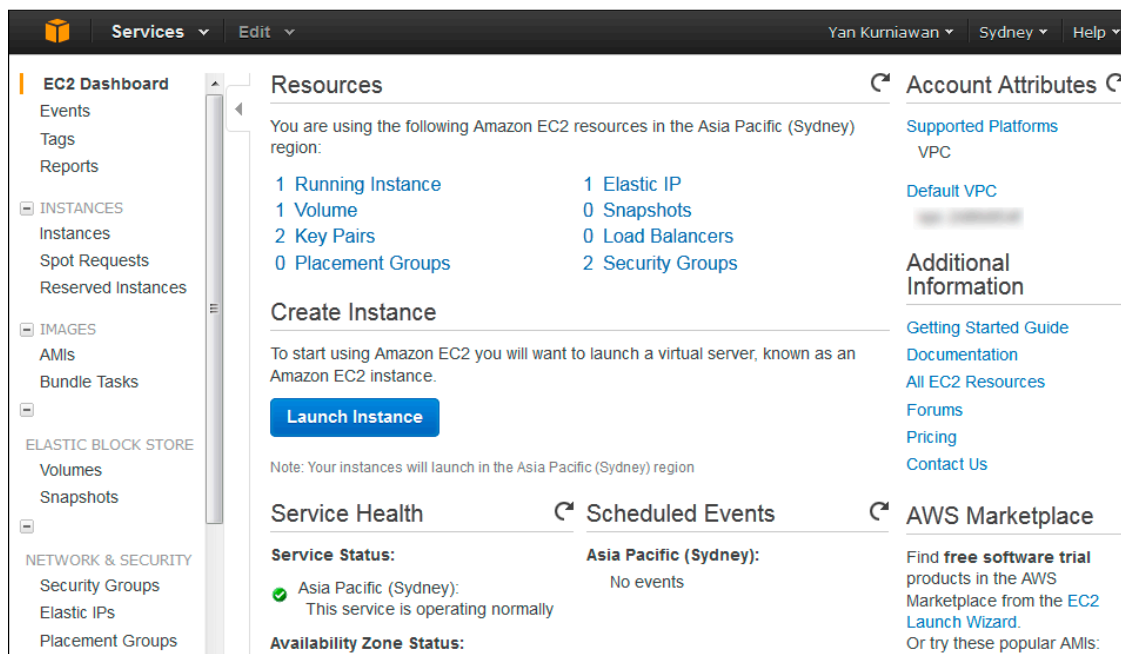 Services Edit Yan Kurniawan Sydney Help
EC2 Dashboard
Events
Tags
Reports
INSTANCES
Instances
Spot Requests
Reserved Instances
IMAGES
AMIs
Bundle Tasks
ELASTIC BLOCK STORE
Volumes
Snapshots
NETWORK & SECURITY
Security Groups
Elastic IPs
Placement Groups
Resources
You are using the following Amazon EC2 resources in the Asia Pacific (Sydney)
region:
1 Running Instance 1 Elastic IP
1 Volume 0 Snapshots
2 Key Pairs 0 Load Balancers
0 Placement Groups 2 Security Groups
Create Instance
To start using Amazon EC2 you will want to launch a virtual server, known as an
Amazon EC2 instance.
Launch Instance
Note: Your instances will launch in the Asia Pacific (Sydney) region
Service Health
Service Status:
Asia Pacific (Sydney):
This service is operating normally
Availability Zone Status:
Scheduled Events
Asia Pacific (Sydney):
No events
Account Attributes
Supported Platforms
VPC
Default VPC
Additional
Information
Getting Started Guide
Documentation
All EC2 Resources
Forums
Pricing
Contact Us
AWS Marketplace
Find free software trial
products in the AWS
Marketplace from the EC2
Launch Wizard.
Or try these popular AMIs: